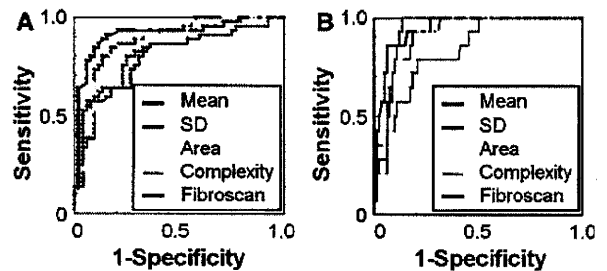 A
Sensitivity
1.0
0.5
0
Mean
SD
Area
Complexity
Fibroscan
0 0.5 1.0
1-Specificity
B
Sensitivity
1.0
0.5
0
Mean
SD
Area
Complexity
Fibroscan
0 0.5 1.0
1-Specificity